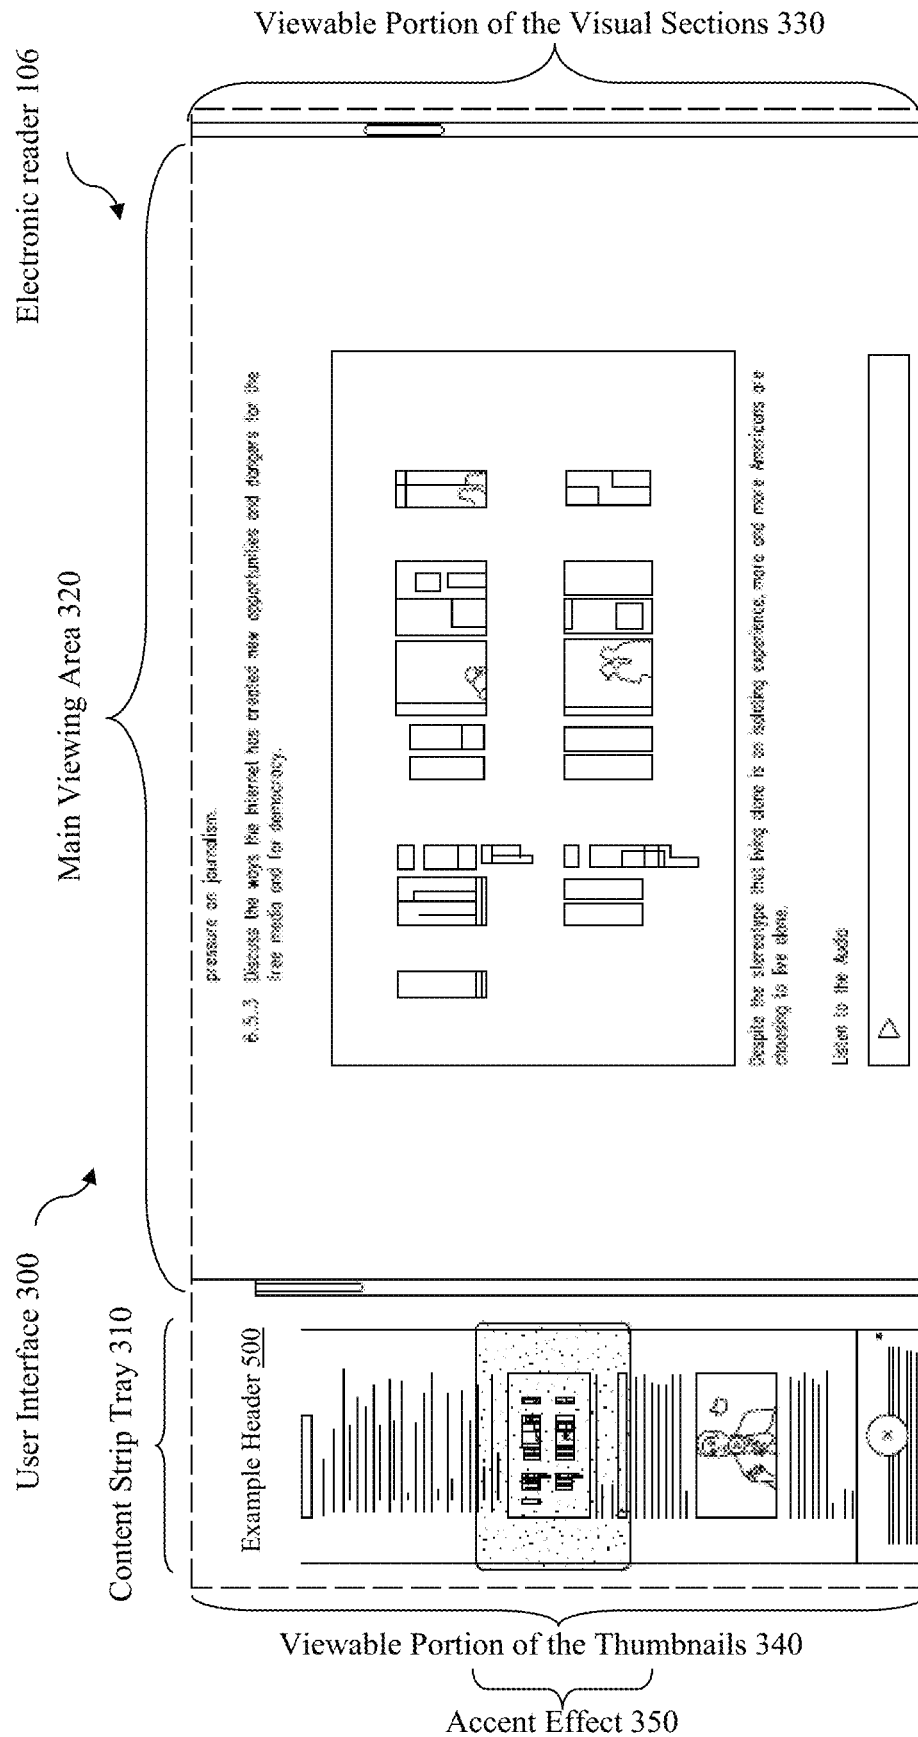 Viewable Portion of the Visual Sections 330
Electronic reader 106
Main Viewing Area 320
User Interface 300
Content Strip Tray 310
Example Header 500
pressure on journalism.
6.5.3 Discuss the ways the Internet has created new opportunities and dangers for the
free media and for democracy.
Despite the stereotype that living alone is an isolating experience, more and more Americans are
choosing to live alone.
Listen to the Audio
Viewable Portion of the Thumbnails 340
Accent Effect 350